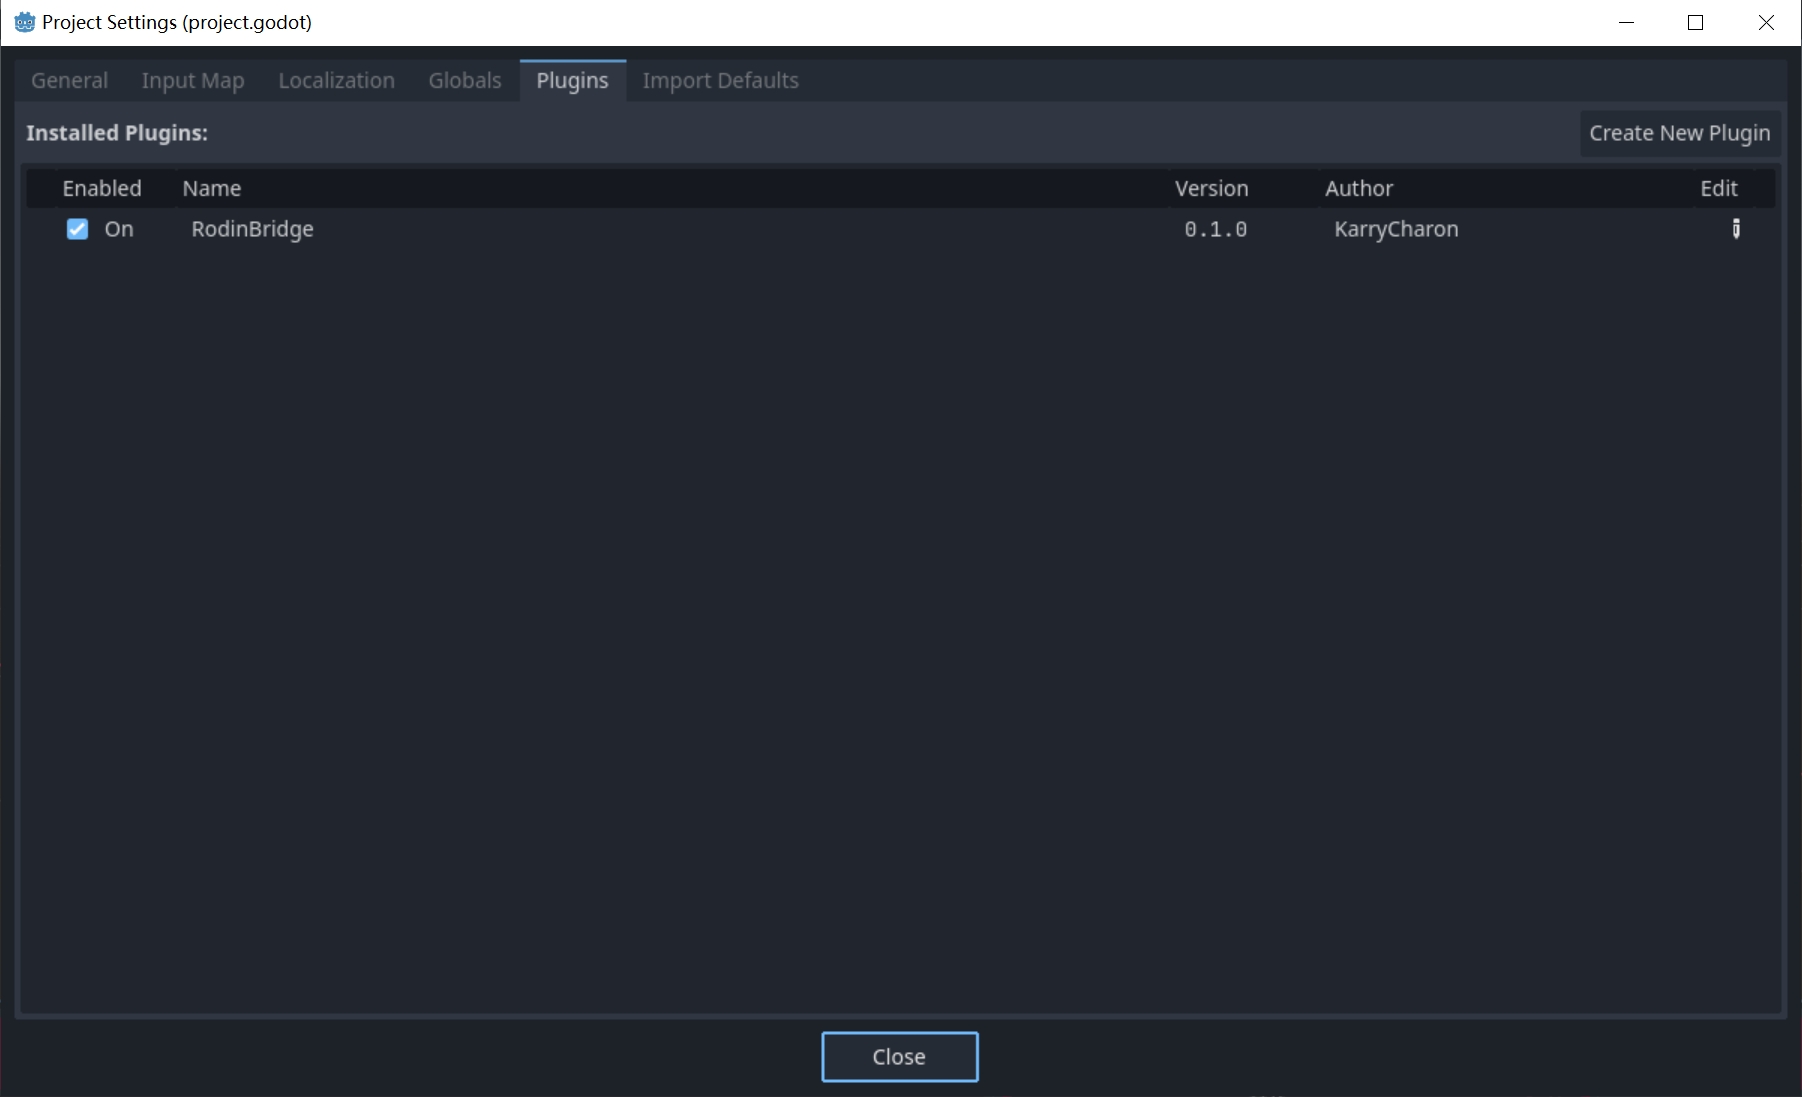 Project Settings (project.godot)
General Input Map Localization Globals Plugins Import Defaults
Installed Plugins: Create New Plugin
Enabled Name Version Author Edit
On RodinBridge 0.1.0 KarryCharon
Close